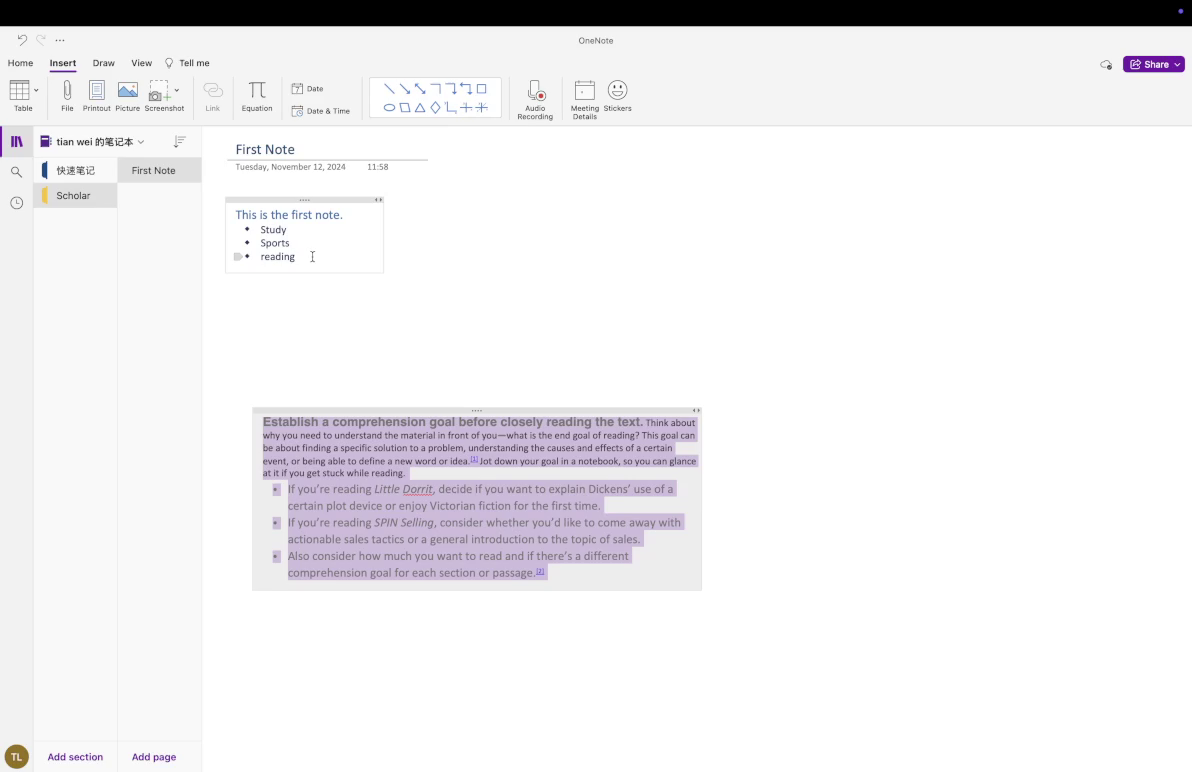 OneNote
Home Insert Draw View Tell me
Share
Table File Printout Picture Screenshot Link Equation Date Date & Time Audio Recording Meeting Details Stickers
tian wei 的笔记本
快速笔记
Scholar
First Note
First Note
Tuesday, November 12, 2024 11:58
This is the first note.
Study
Sports
reading
Establish a comprehension goal before closely reading the text. Think about
why you need to understand the material in front of you—what is the end goal of reading? This goal can
be about finding a specific solution to a problem, understanding the causes and effects of a certain
event, or being able to define a new word or idea.[1] Jot down your goal in a notebook, so you can glance
at it if you get stuck while reading.
If you’re reading Little Dorrit, decide if you want to explain Dickens’ use of a
certain plot device or enjoy Victorian fiction for the first time.
If you’re reading SPIN Selling, consider whether you’d like to come away with
actionable sales tactics or a general introduction to the topic of sales.
Also consider how much you want to read and if there’s a different
comprehension goal for each section or passage.[2]
TL
Add section
Add page